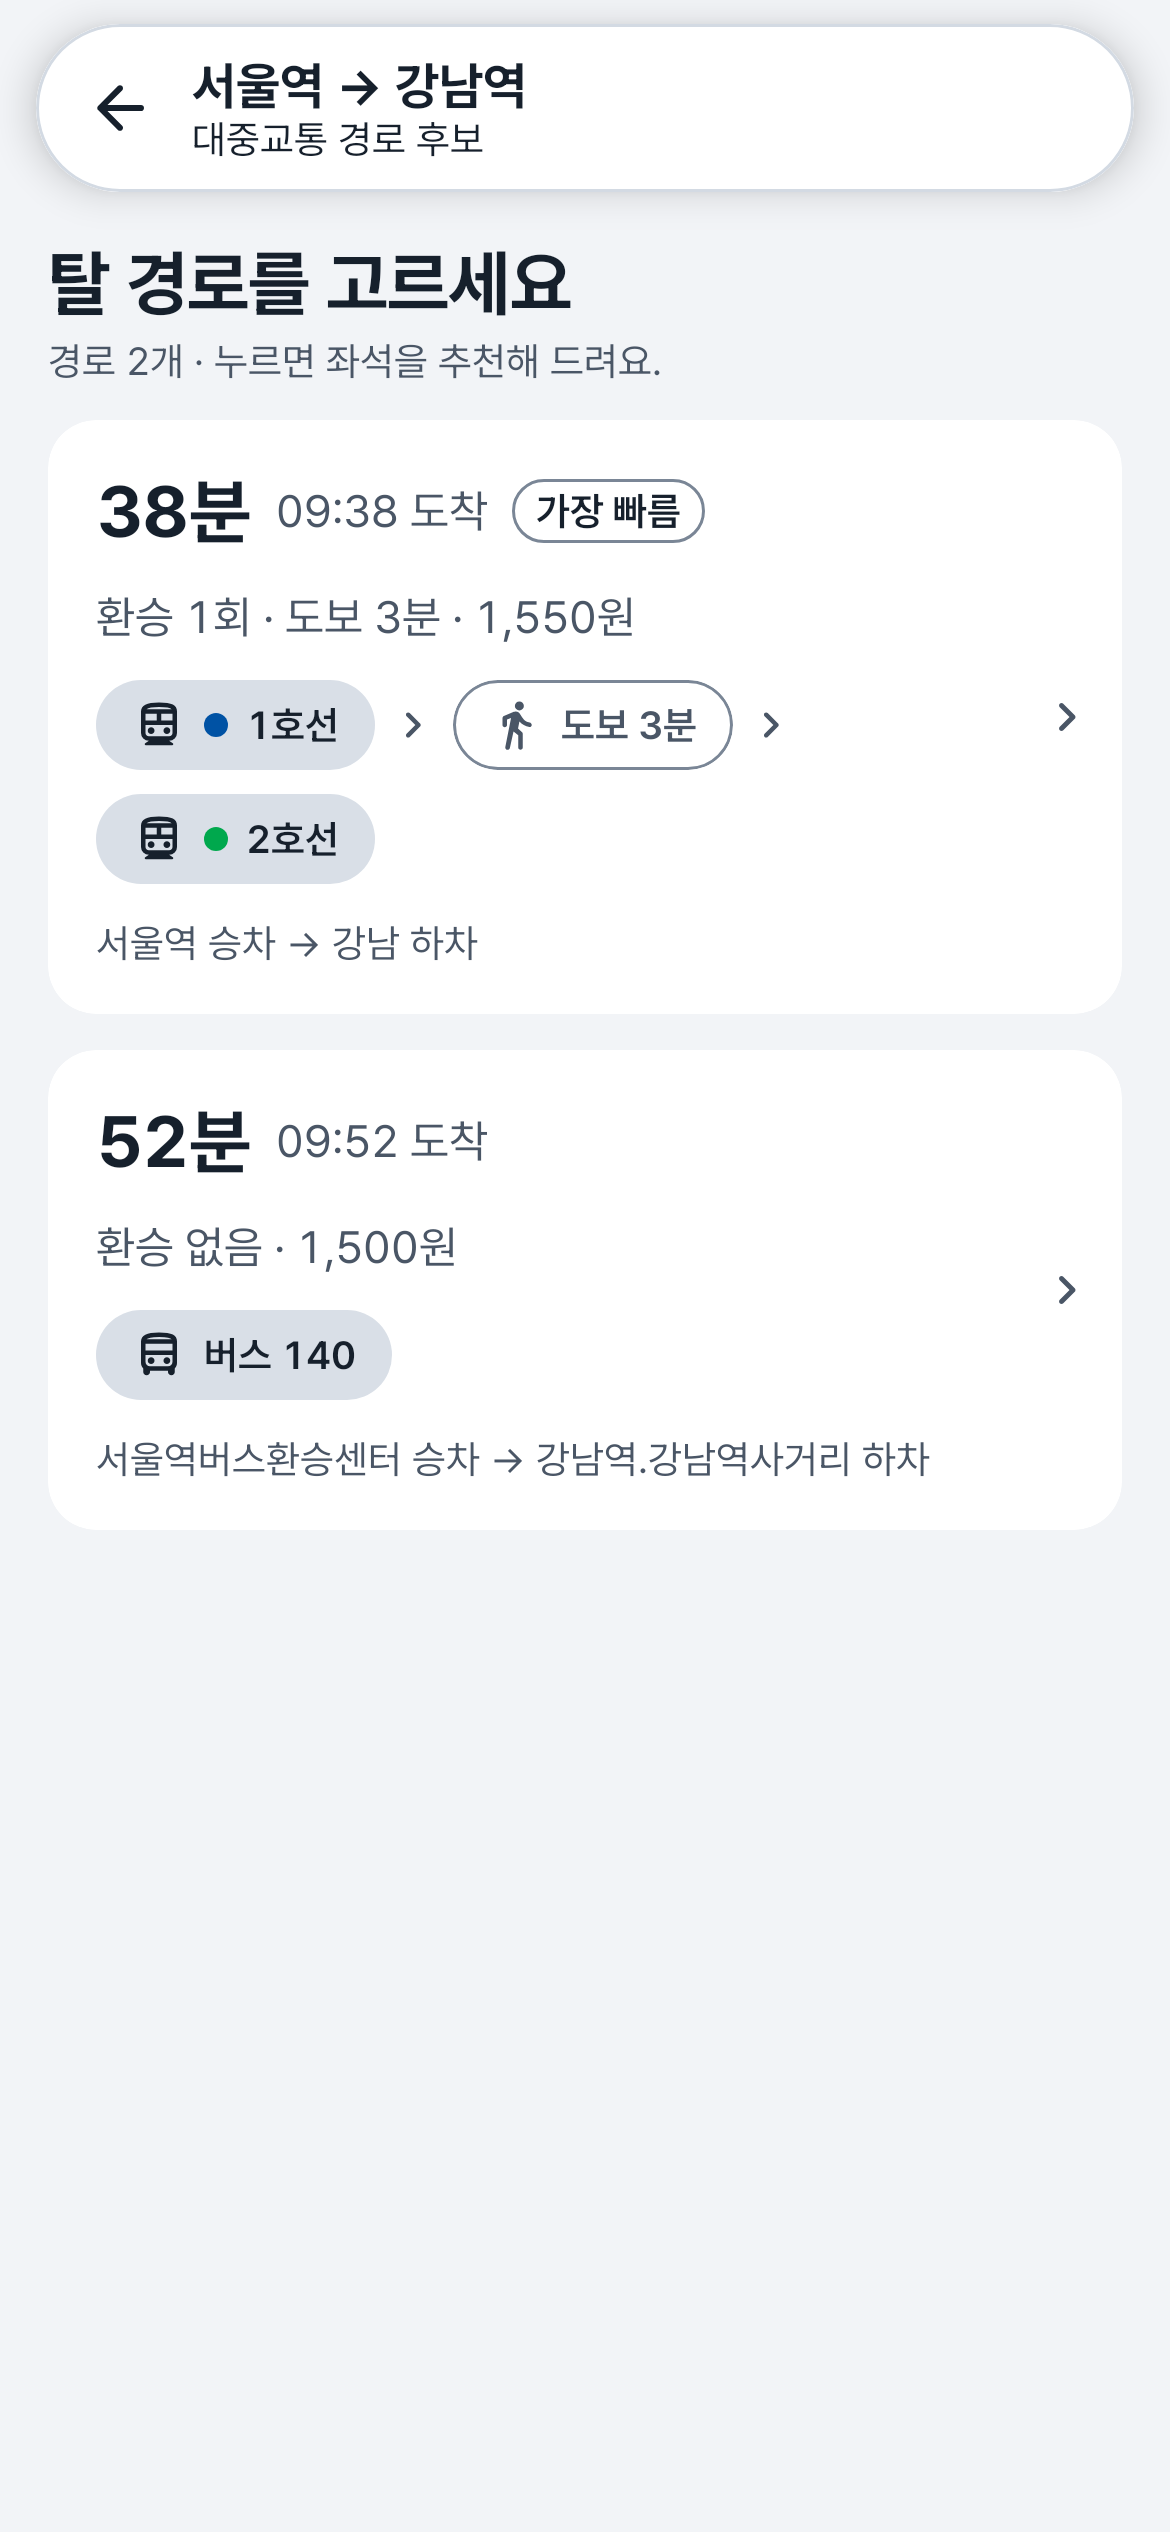 서울역 → 강남역
대중교통 경로 후보
탈 경로를 고르세요
경로 2개 · 누르면 좌석을 추천해 드려요.
38분 09:38 도착 가장 빠름
환승 1회 · 도보 3분 · 1,550원
1호선 > 도보 3분 >
2호선
서울역 승차 → 강남 하차
52분 09:52 도착
환승 없음 · 1,500원
버스 140
서울역버스환승센터 승차 → 강남역.강남역사거리 하차